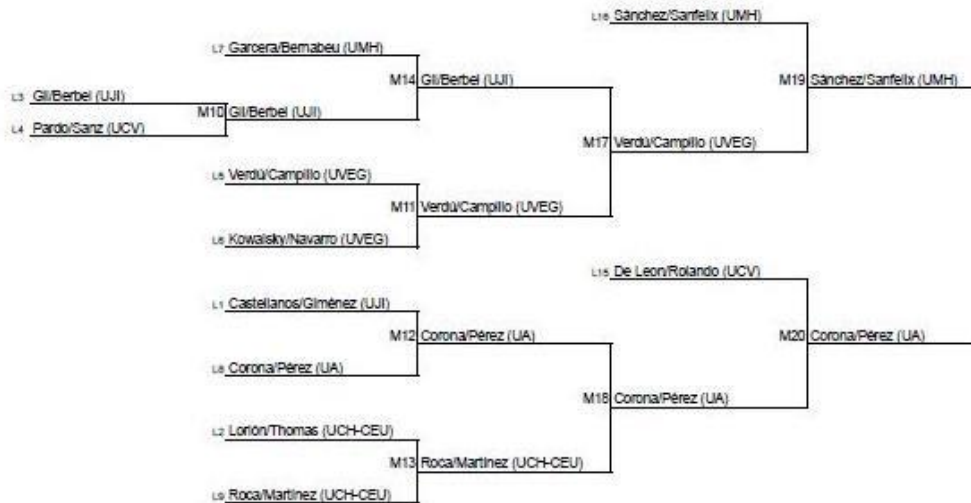 L16 Sánchez/Sanfelix (UMH)
L7 Garcera/Bernabeu (UMH)
M14 Gil/Berbel (UJI)
M19 Sánchez/Sanfelix (UMH)
L3 Gil/Berbel (UJI)
M10 Gil/Berbel (UJI)
L4 Pardo/Sanz (UCV)
M17 Verdú/Campillo (UVEG)
L5 Verdú/Campillo (UVEG)
M11 Verdú/Campillo (UVEG)
L6 Kowalsky/Navarro (UVEG)
L15 De Leon/Rolando (UCV)
L1 Castellanos/Giménez (UJI)
M12 Corona/Pérez (UA)
M20 Corona/Pérez (UA)
L8 Corona/Pérez (UA)
M18 Corona/Pérez (UA)
L2 Lorión/Thomas (UCH-CEU)
M13 Roca/Martínez (UCH-CEU)
L9 Roca/Martínez (UCH-CEU)